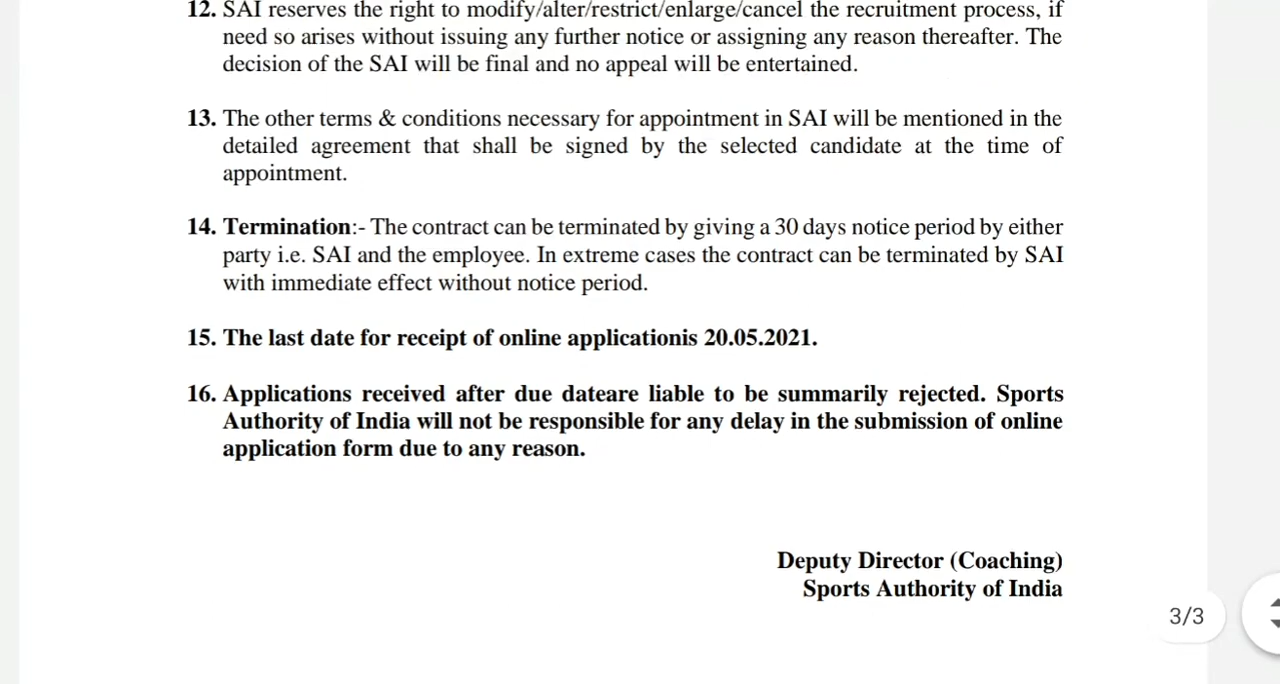 12. SAI reserves the right to modify/alter/restrict/enlarge/cancel the recruitment process, if
need so arises without issuing any further notice or assigning any reason thereafter. The
decision of the SAI will be final and no appeal will be entertained.
13. The other terms & conditions necessary for appointment in SAI will be mentioned in the
detailed agreement that shall be signed by the selected candidate at the time of
appointment.
14. Termination:- The contract can be terminated by giving a 30 days notice period by either
party i.e. SAI and the employee. In extreme cases the contract can be terminated by SAI
with immediate effect without notice period.
15. The last date for receipt of online applicationis 20.05.2021.
16. Applications received after due dateare liable to be summarily rejected. Sports
Authority of India will not be responsible for any delay in the submission of online
application form due to any reason.
Deputy Director (Coaching)
Sports Authority of India
3/3